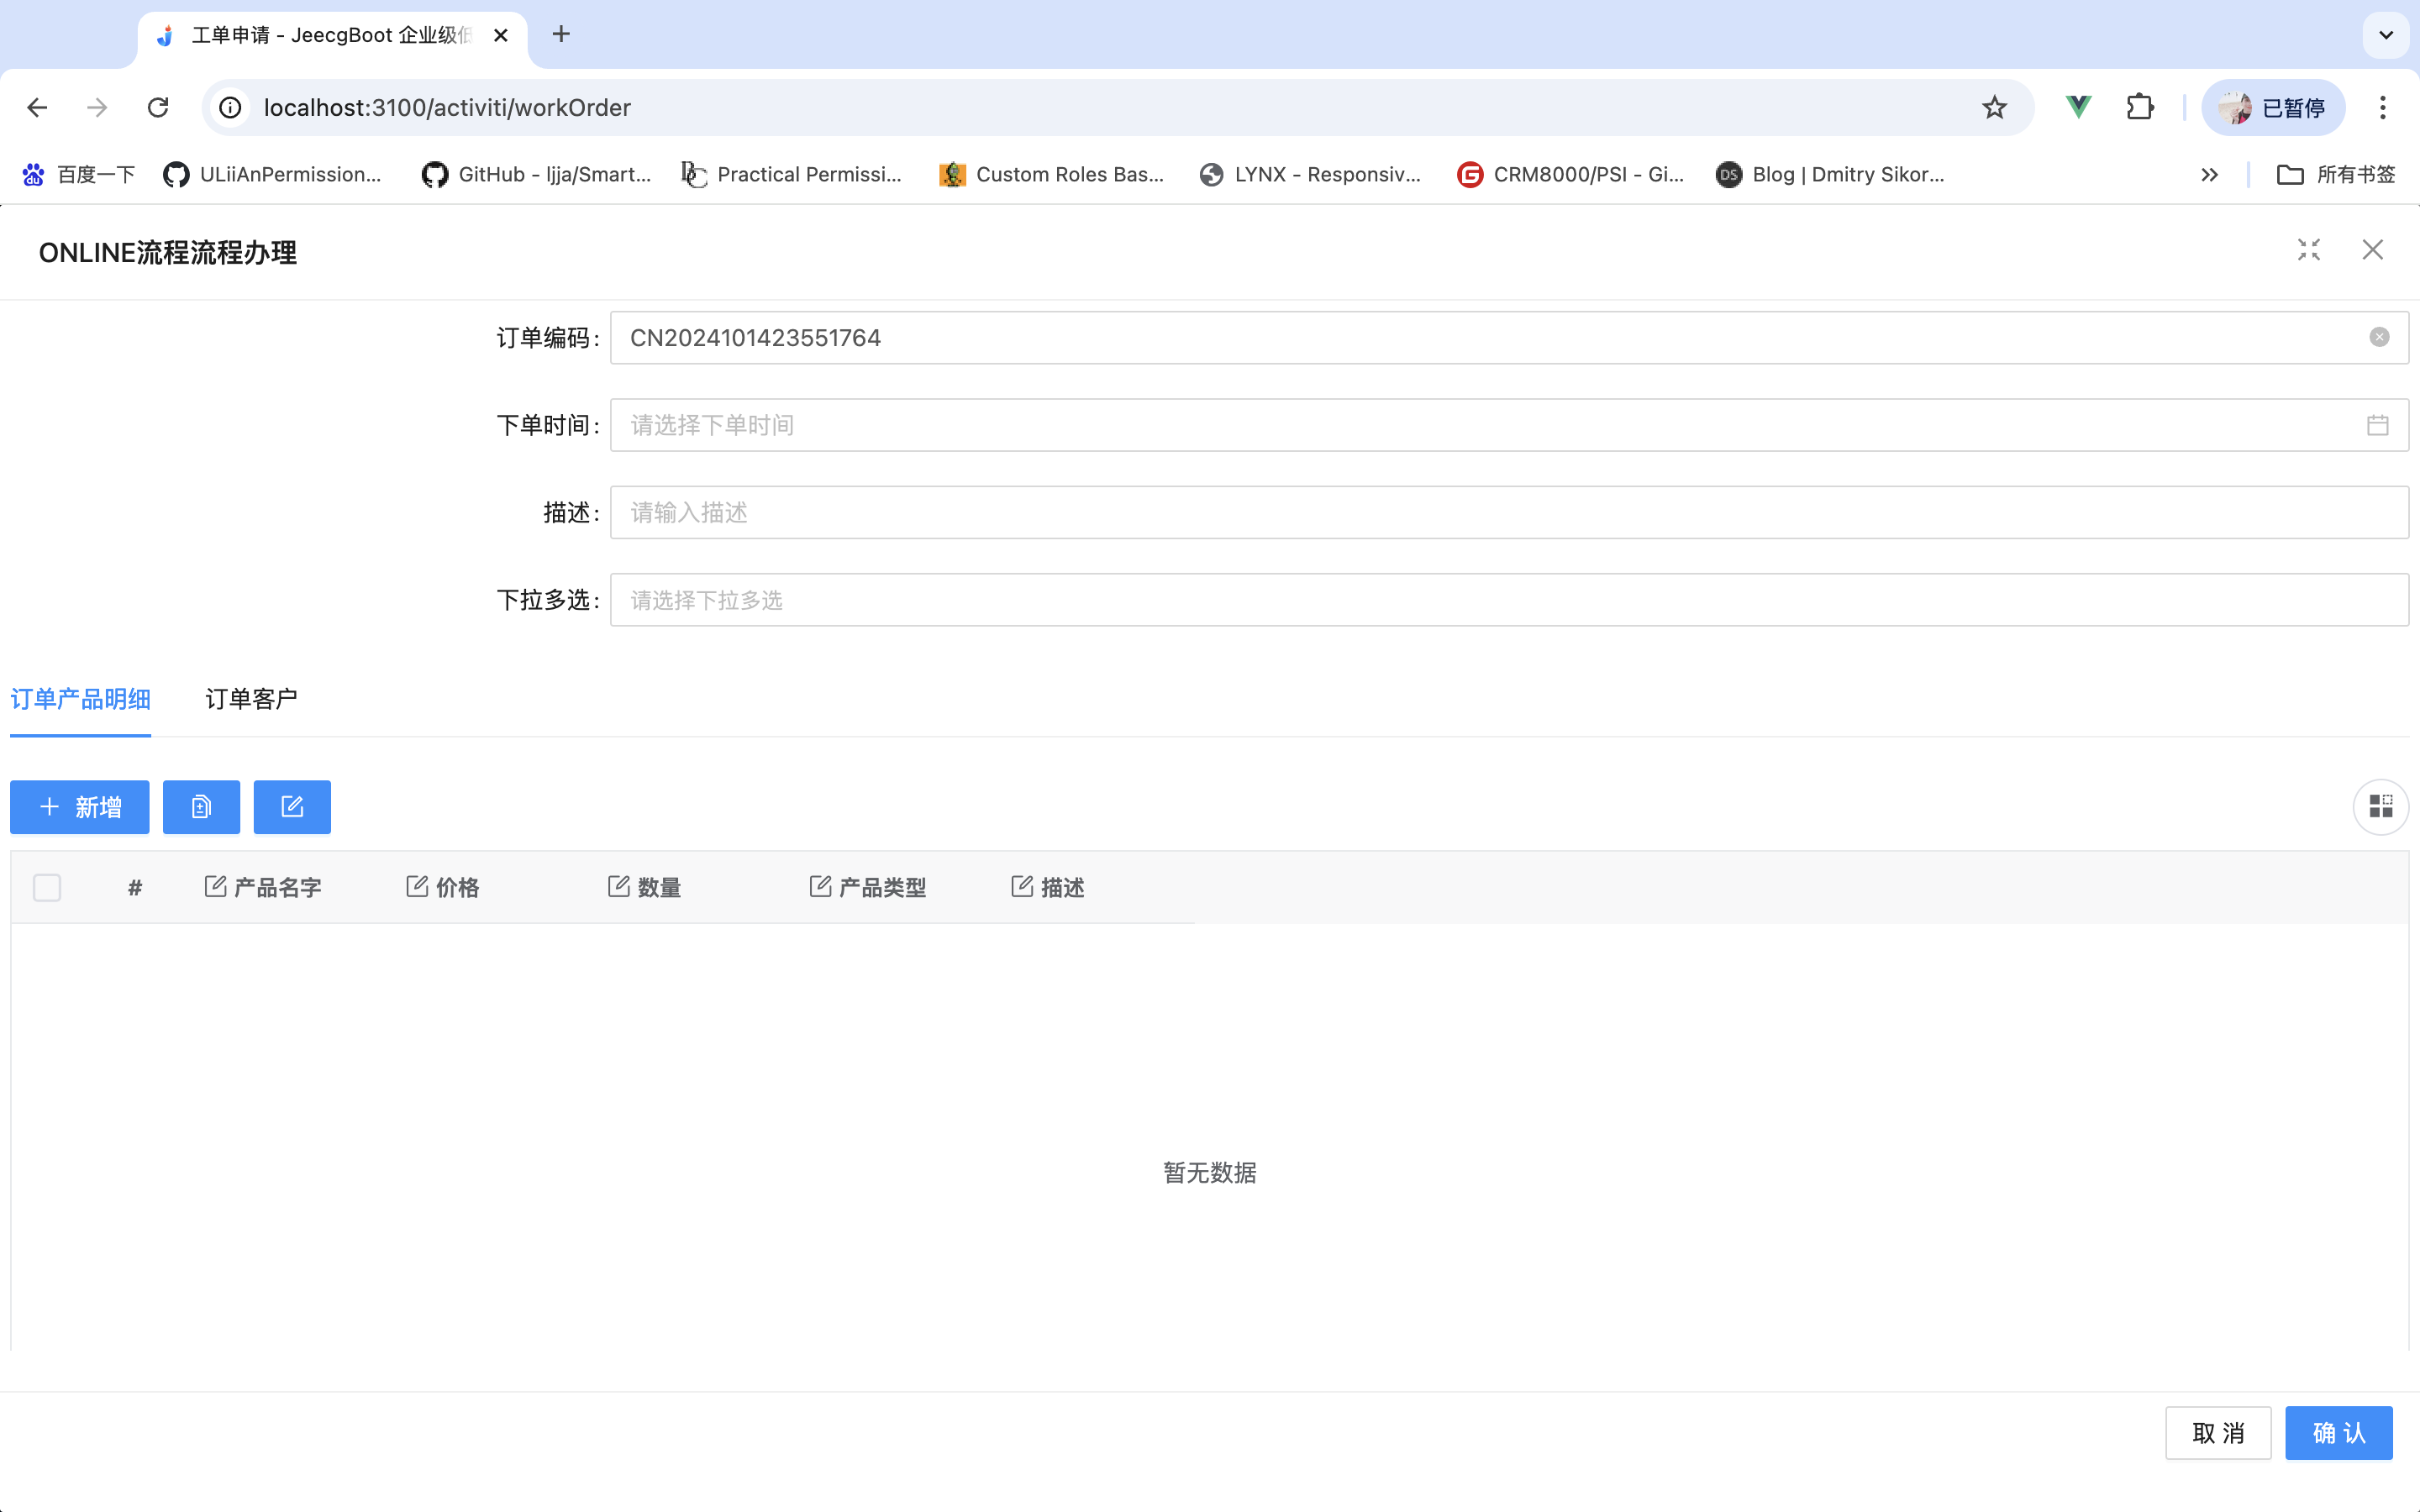 工单申请 - JeecgBoot 企业级低
localhost:3100/activiti/workOrder
已暂停
百度一下
ULiiAnPermission...
GitHub - ljja/Smart...
Practical Permissi...
Custom Roles Bas...
LYNX - Responsiv...
CRM8000/PSI - Gi...
DS
Blog | Dmitry Sikor...
所有书签
ONLINE流程流程办理
订单编码: CN2024101423551764
下单时间: 请选择下单时间
描述: 请输入描述
下拉多选: 请选择下拉多选
订单产品明细 订单客户
新增
# 产品名字 价格 数量 产品类型 描述
暂无数据
取 消 确 认